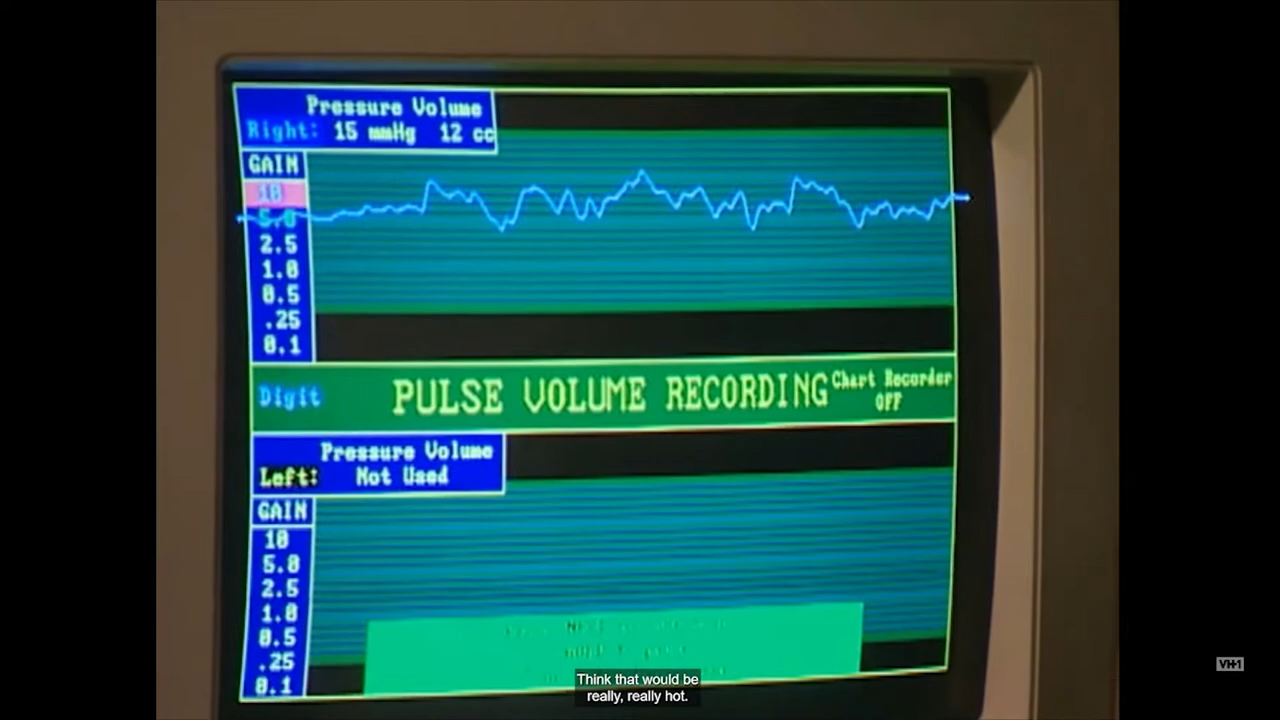 Pressure Volume
Right: 15 mmHg 12 cc
GAIN
10
5.0
2.5
1.0
0.5
.25
0.1
Digit
PULSE VOLUME RECORDING
Chart Recorder
OFF
Pressure Volume
Left: Not Used
GAIN
10
5.0
2.5
1.0
0.5
.25
0.1
Think that would be
really, really hot.
VH1